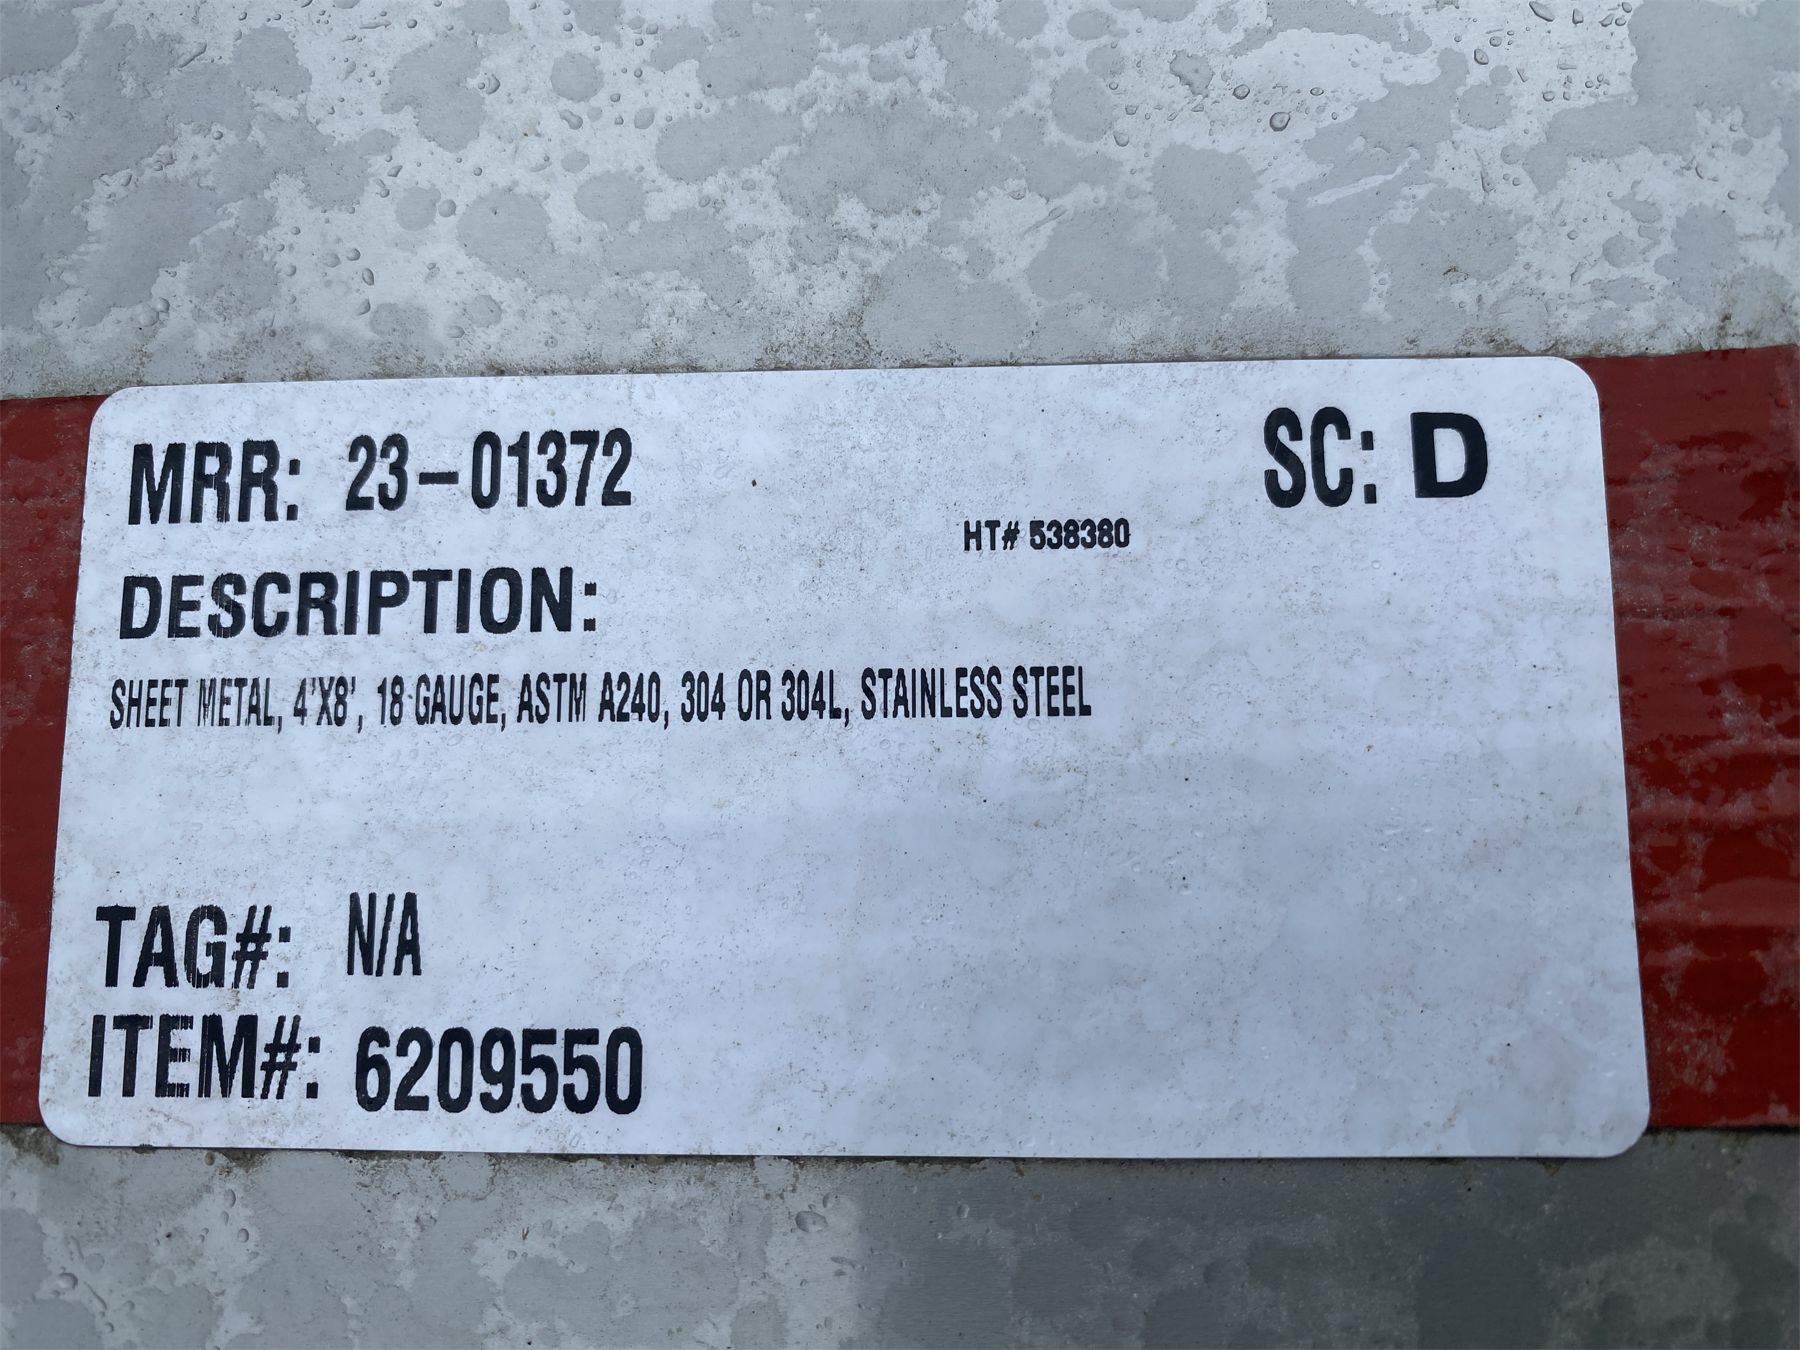 MRR: 23-01372 SC: D
HT# 538380
DESCRIPTION:
SHEET METAL, 4'X8', 18 GAUGE, ASTM A240, 304 OR 304L, STAINLESS STEEL
TAG#: N/A
ITEM#: 6209550